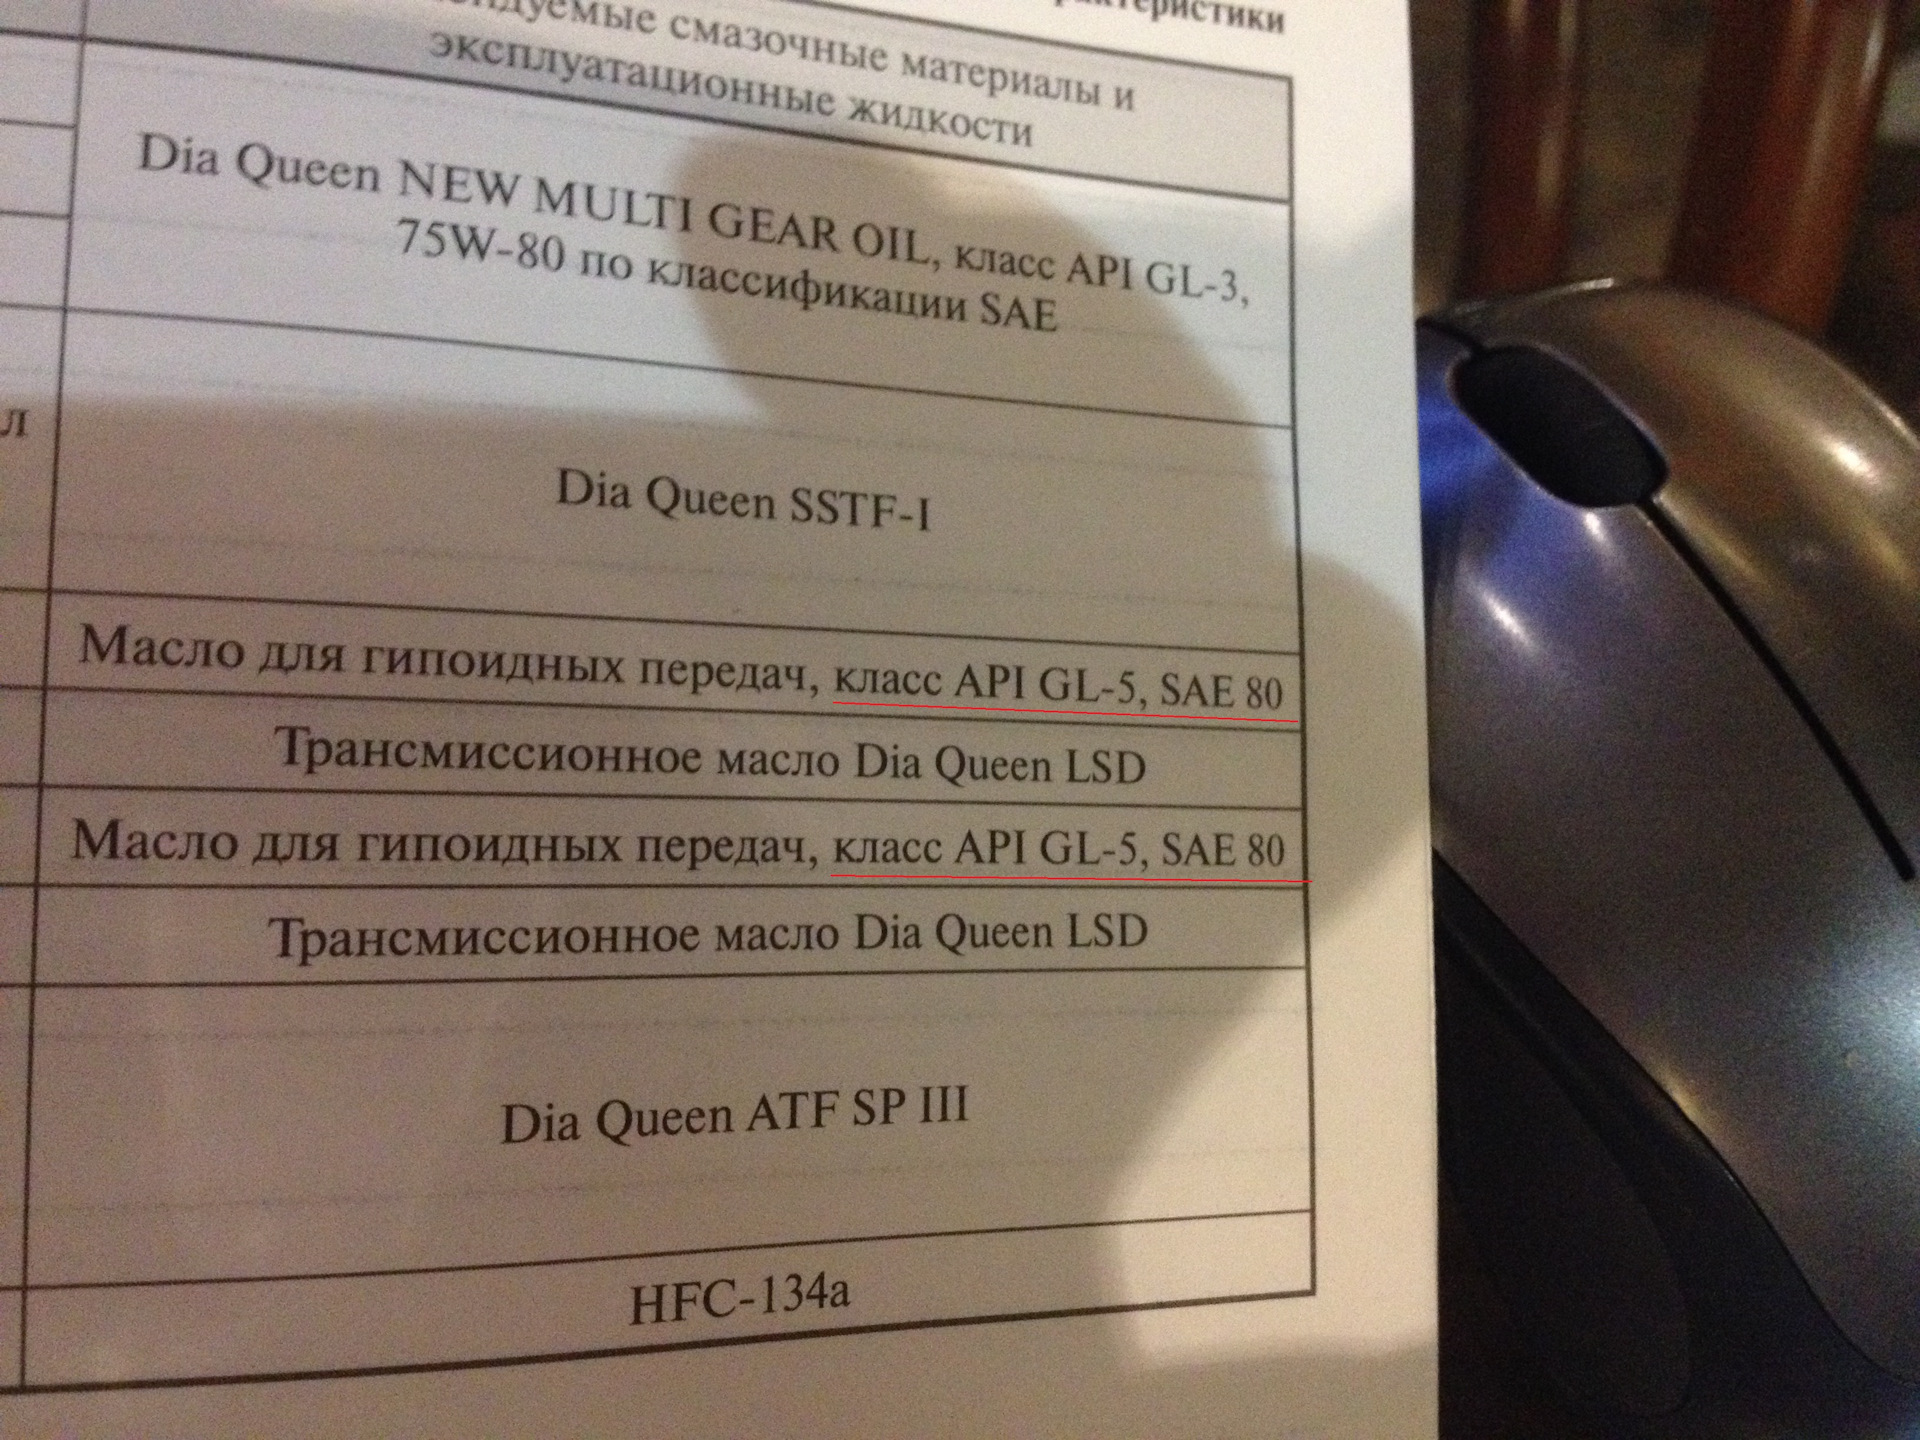 смазочные материалы и
эксплуатационные жидкости
Dia Queen NEW MULTI GEAR OIL, класс API GL-3,
75W-80 по классификации SAE
л
Dia Queen SSTF-I
Масло для гипоидных передач, класс API GL-5, SAE 80
Трансмиссионное масло Dia Queen LSD
Масло для гипоидных передач, класс API GL-5, SAE 80
Трансмиссионное масло Dia Queen LSD
Dia Queen ATF SP III
HFC-134a